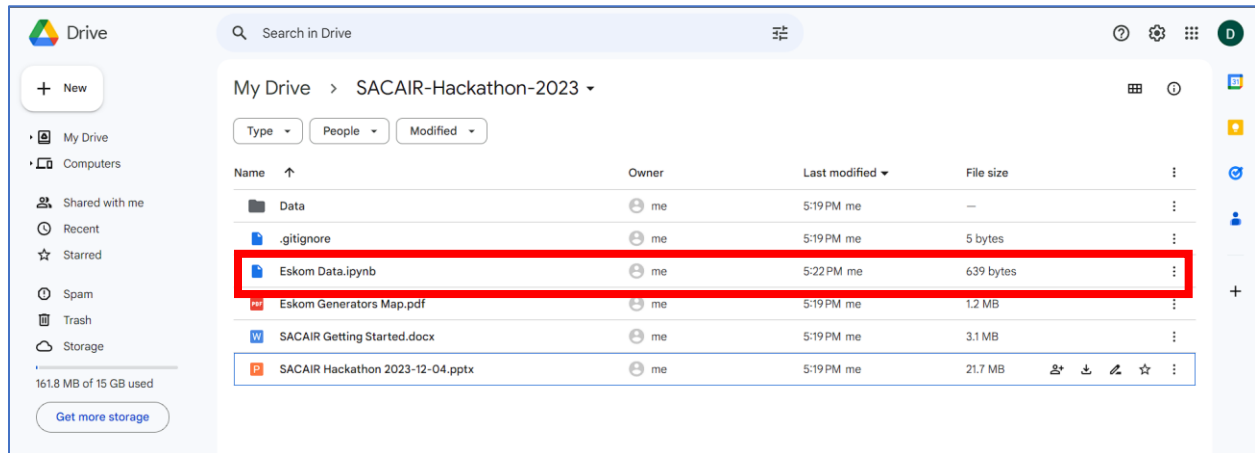 Drive
Search in Drive
D
New
My Drive > SACAIR-Hackathon-2023
31
Type People Modified
My Drive
Computers
Name Owner Last modified File size
Shared with me
Data me 5:19 PM me —
Recent
.gitignore me 5:19 PM me 5 bytes
Starred
Eskom Data.ipynb me 5:22 PM me 639 bytes
Spam
PDF Eskom Generators Map.pdf me 5:19 PM me 1.2 MB
Trash
W SACAIR Getting Started.docx me 5:19 PM me 3.1 MB
Storage
P SACAIR Hackathon 2023-12-04.pptx me 5:19 PM me 21.7 MB
161.8 MB of 15 GB used
Get more storage